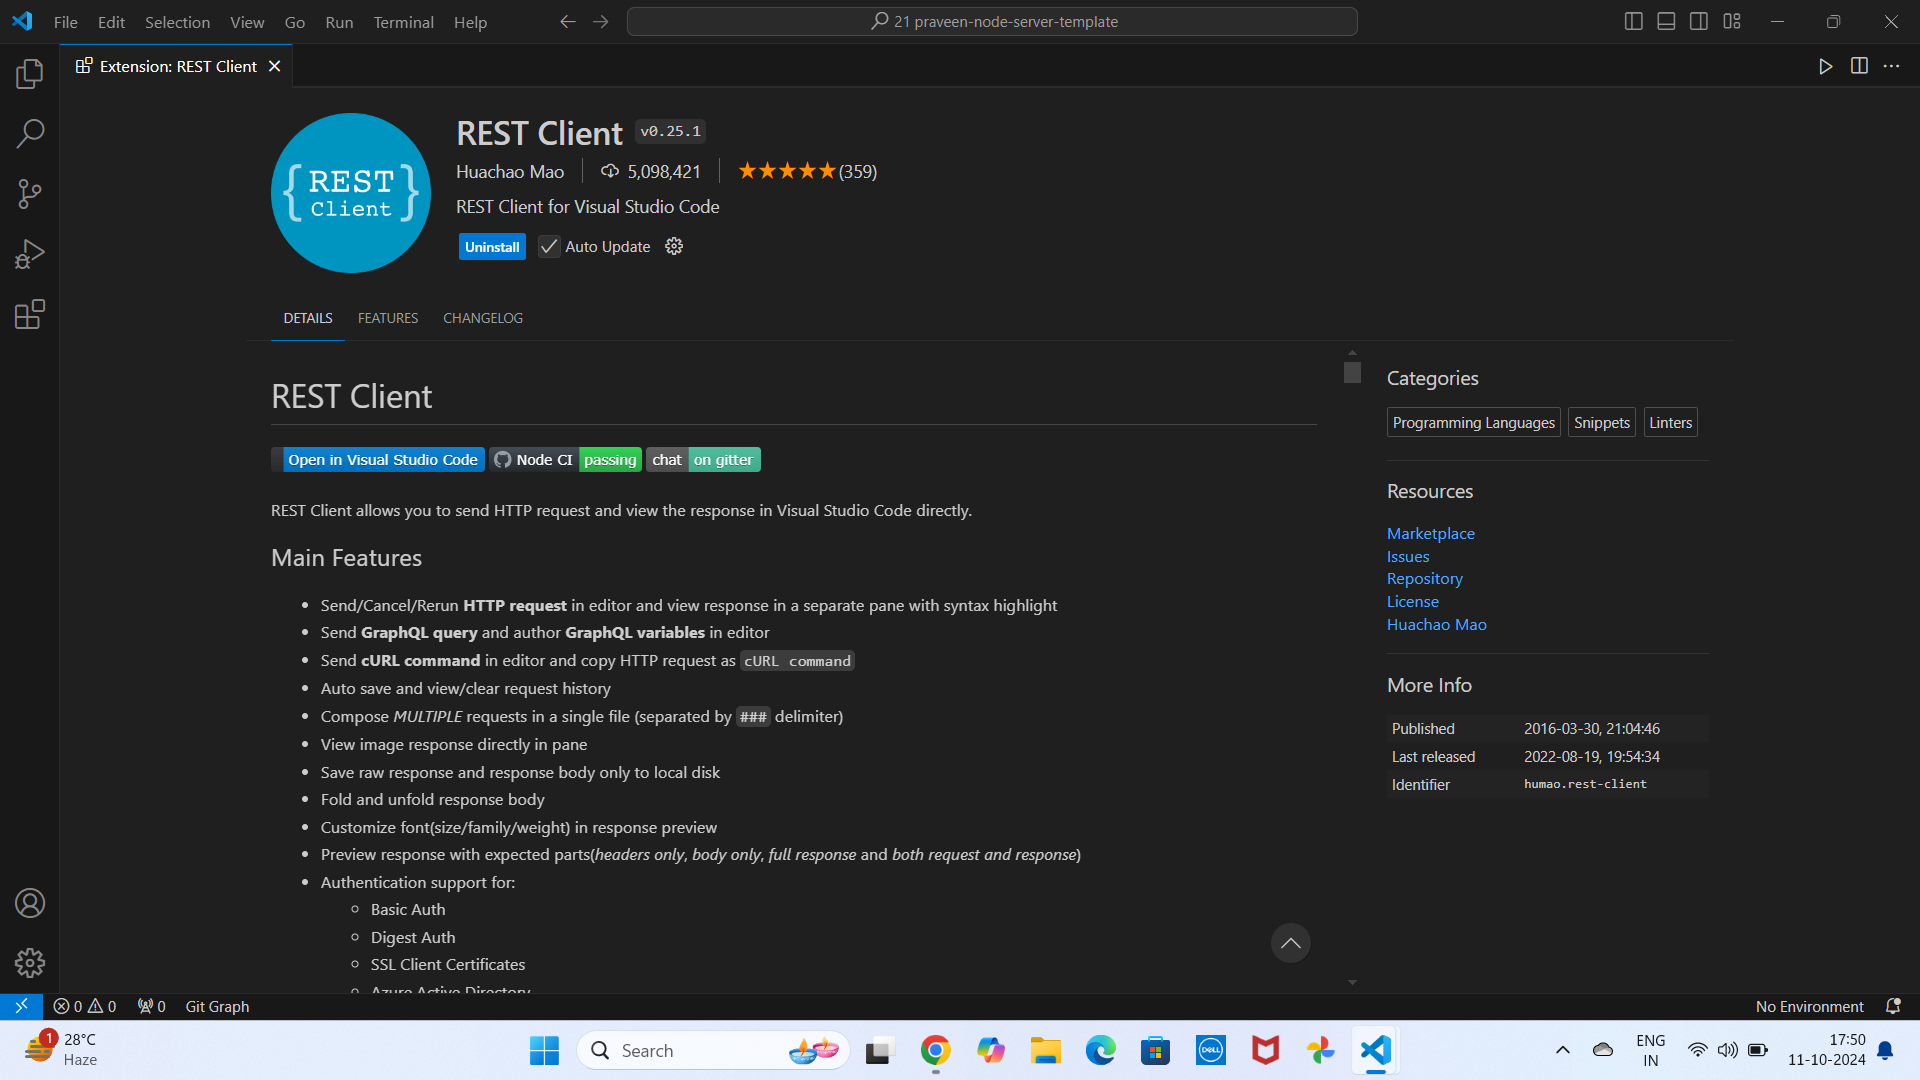 File Edit Selection View Go Run Terminal Help
21 praveen-node-server-template
Extension: REST Client
{REST Client}
REST Client v0.25.1
Huachao Mao 5,098,421 ★★★★★(359)
REST Client for Visual Studio Code
Uninstall Auto Update
DETAILS FEATURES CHANGELOG
REST Client
Open in Visual Studio Code Node CI passing chat on gitter
REST Client allows you to send HTTP request and view the response in Visual Studio Code directly.
Main Features
• Send/Cancel/Rerun HTTP request in editor and view response in a separate pane with syntax highlight
• Send GraphQL query and author GraphQL variables in editor
• Send cURL command in editor and copy HTTP request as cURL command
• Auto save and view/clear request history
• Compose MULTIPLE requests in a single file (separated by ### delimiter)
• View image response directly in pane
• Save raw response and response body only to local disk
• Fold and unfold response body
• Customize font(size/family/weight) in response preview
• Preview response with expected parts(headers only, body only, full response and both request and response)
• Authentication support for:
◦ Basic Auth
◦ Digest Auth
◦ SSL Client Certificates
◦ Azure Active Directory
Categories
Programming Languages Snippets Linters
Resources
Marketplace
Issues
Repository
License
Huachao Mao
More Info
Published 2016-03-30, 21:04:46
Last released 2022-08-19, 19:54:34
Identifier humao.rest-client
0 0 0 Git Graph
No Environment
1 28°C
Haze
Search
DELL
ENG
IN
17:50
11-10-2024